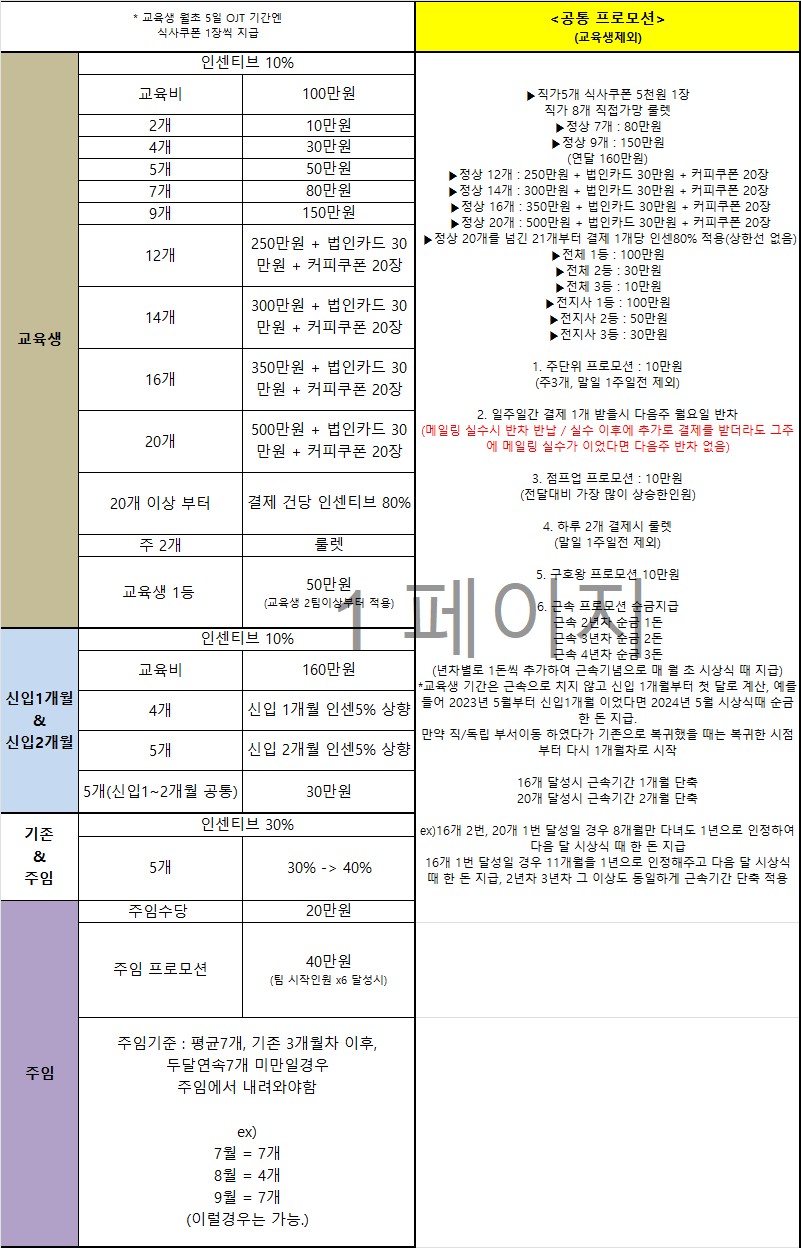 * 교육생 월초 5일 OJT 기간엔
식사쿠폰 1장씩 지급
<공통 프로모션>
(교육생제외)
교육생
인센티브 10%
교육비 100만원
2개 10만원
4개 30만원
5개 50만원
7개 80만원
9개 150만원
12개 250만원 + 법인카드 30
만원 + 커피쿠폰 20장
14개 300만원 + 법인카드 30
만원 + 커피쿠폰 20장
16개 350만원 + 법인카드 30
만원 + 커피쿠폰 20장
20개 500만원 + 법인카드 30
만원 + 커피쿠폰 20장
20개 이상 부터 결제 건당 인센티브 80%
주 2개 룰렛
교육생 1등 50만원
(교육생 2팀이상부터 적용)
신입1개월
&
신입2개월
인센티브 10%
교육비 160만원
4개 신입 1개월 인센5% 상향
5개 신입 2개월 인센5% 상향
5개(신입1~2개월 공통) 30만원
기존
&
주임
인센티브 30%
5개 30% -> 40%
주임
주임수당 20만원
주임 프로모션 40만원
(팀 시작인원 x6 달성시)
주임기준 : 평균7개, 기존 3개월차 이후,
두달연속7개 미만일경우
주임에서 내려와야함
ex)
7월 = 7개
8월 = 4개
9월 = 7개
(이럴경우는 가능.)
▶직가5개 식사쿠폰 5천원 1장
직가 8개 직접가망 룰렛
▶정상 7개 : 80만원
▶정상 9개 : 150만원
(연달 160만원)
▶정상 12개 : 250만원 + 법인카드 30만원 + 커피쿠폰 20장
▶정상 14개 : 300만원 + 법인카드 30만원 + 커피쿠폰 20장
▶정상 16개 : 350만원 + 법인카드 30만원 + 커피쿠폰 20장
▶정상 20개 : 500만원 + 법인카드 30만원 + 커피쿠폰 20장
▶정상 20개를 넘긴 21개부터 결제 1개당 인센80% 적용(상한선 없음)
▶전체 1등 : 100만원
▶전체 2등 : 30만원
▶전체 3등 : 10만원
▶전지사 1등 : 100만원
▶전지사 2등 : 50만원
▶전지사 3등 : 30만원
1. 주단위 프로모션 : 10만원
(주3개, 말일 1주일전 제외)
2. 일주일간 결제 1개 받을시 다음주 월요일 반차
(메일링 실수시 반차 반납 / 실수 이후에 추가로 결제를 받더라도 그주
에 메일링 실수가 이었다면 다음주 반차 없음)
3. 점프업 프로모션 : 10만원
(전달대비 가장 많이 상승한인원)
4. 하루 2개 결제시 룰렛
(말일 1주일전 제외)
5. 구호왕 프로모션 10만원
6. 근속 프로모션 순금지급
근속 2년차 순금 1돈
근속 3년차 순금 2돈
근속 4년차 순금 3돈
(년차별로 1돈씩 추가하여 근속기념으로 매 월 초 시상식 때 지급)
*교육생 기간은 근속으로 치지 않고 신입 1개월부터 첫 달로 계산, 예를
들어 2023년 5월부터 신입1개월 이었다면 2024년 5월 시상식때 순금
한 돈 지급.
만약 직/독립 부서이동 하였다가 기존으로 복귀했을 때는 복귀한 시점
부터 다시 1개월차로 시작
16개 달성시 근속기간 1개월 단축
20개 달성시 근속기간 2개월 단축
ex)16개 2번, 20개 1번 달성일 경우 8개월만 다녀도 1년으로 인정하여
다음 달 시상식 때 한 돈 지급
16개 1번 달성일 경우 11개월을 1년으로 인정해주고 다음 달 시상식
때 한 돈 지급, 2년차 3년차 그 이상도 동일하게 근속기간 단축 적용
1 페이지